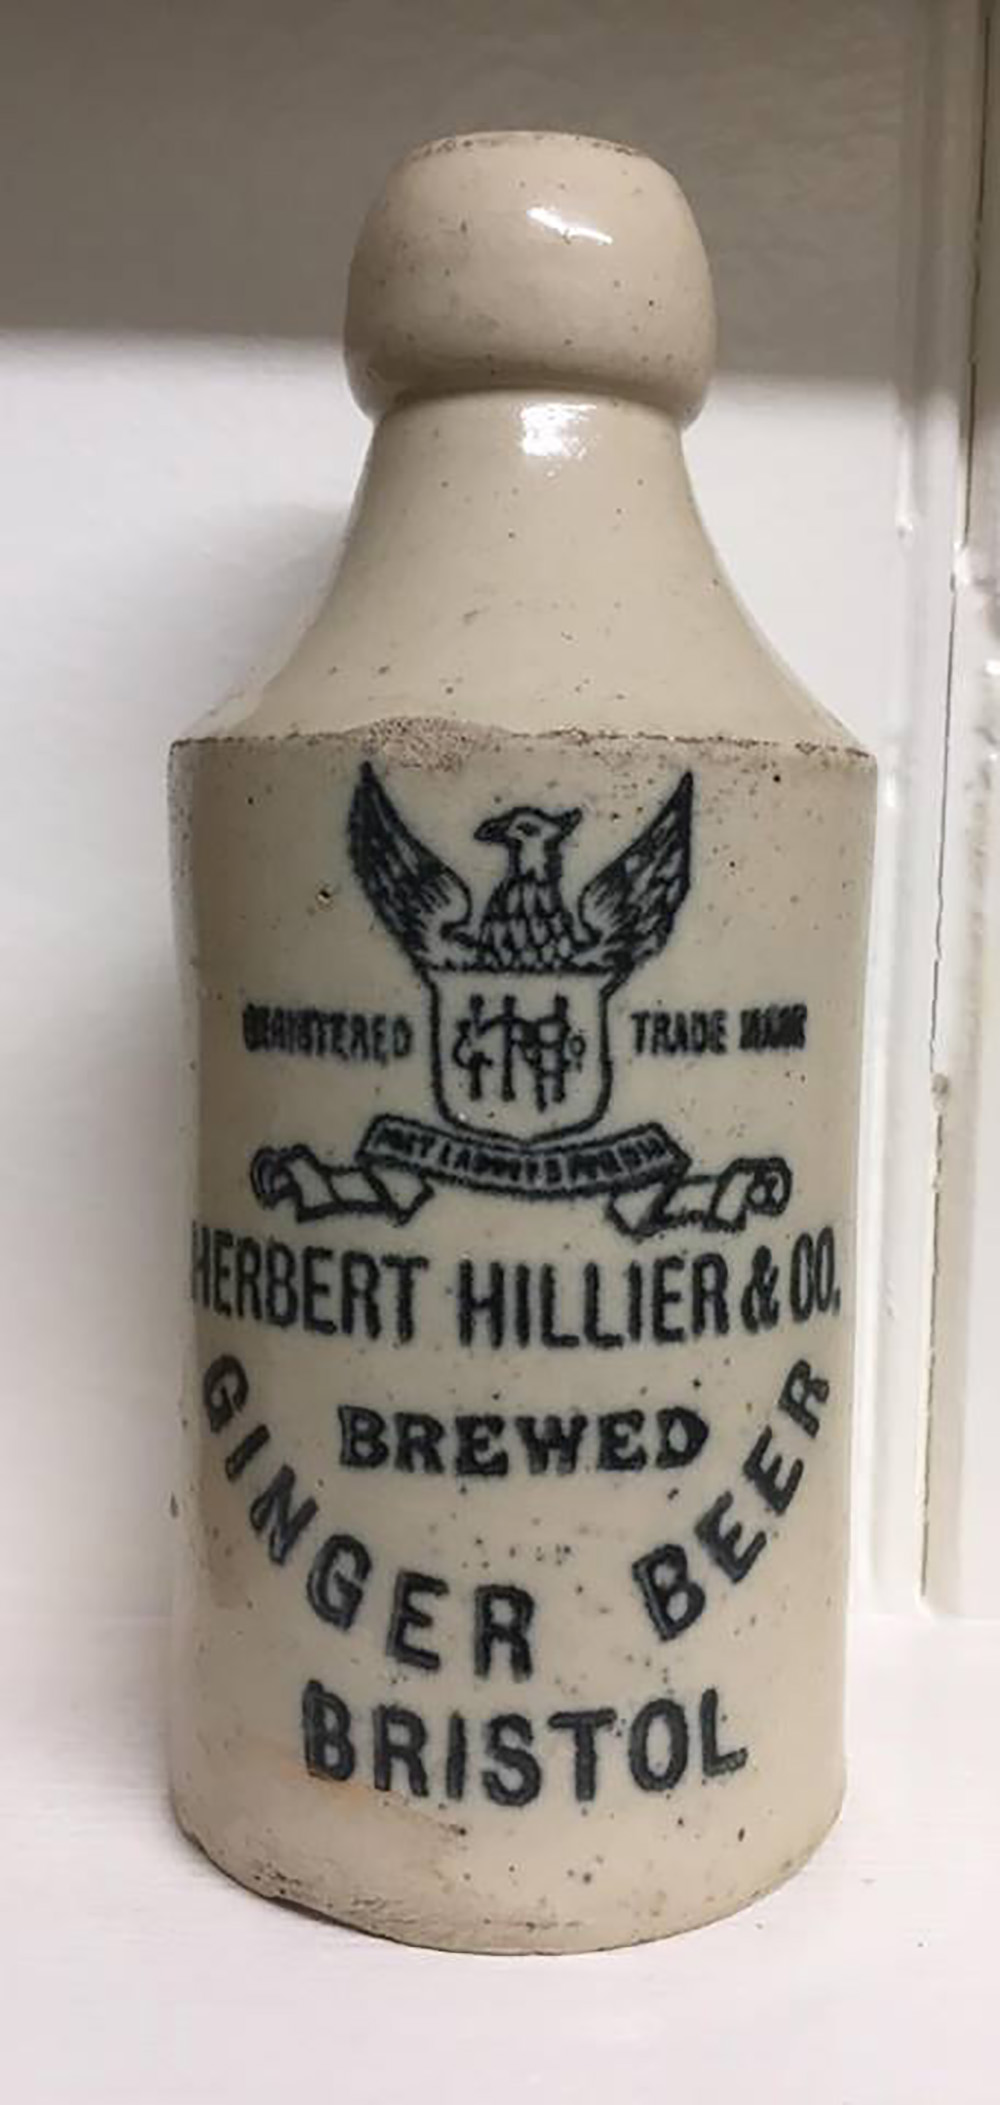 REGISTERED TRADE MARK
HERBERT HILLIER & CO.
BREWED
GINGER BEER
BRISTOL